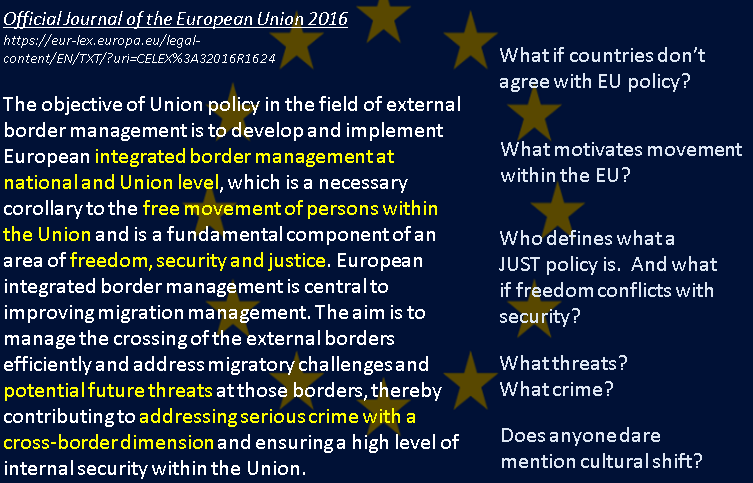 Official Journal of the European Union 2016
https://eur-lex.europa.eu/legal-
content/EN/TXT/?uri=CELEX%3A32016R1624
The objective of Union policy in the field of external
border management is to develop and implement
European integrated border management at
national and Union level, which is a necessary
corollary to the free movement of persons within
the Union and is a fundamental component of an
area of freedom, security and justice. European
integrated border management is central to
improving migration management. The aim is to
manage the crossing of the external borders
efficiently and address migratory challenges and
potential future threats at those borders, thereby
contributing to addressing serious crime with a
cross-border dimension and ensuring a high level of
internal security within the Union.
What if countries don’t
agree with EU policy?
What motivates movement
within the EU?
Who defines what a
JUST policy is.  And what
if freedom conflicts with
security?
What threats?
What crime?
Does anyone dare
mention cultural shift?